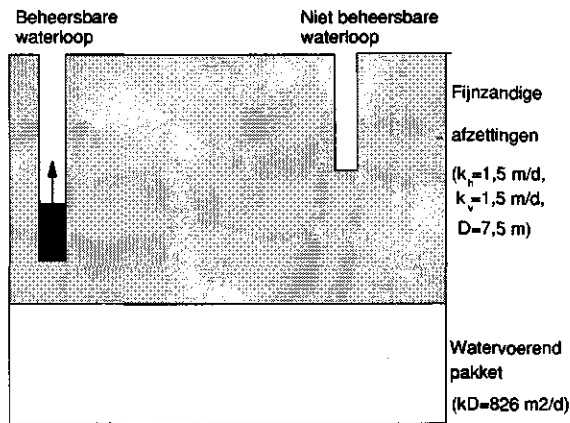 Beheersbare
waterloop
Niet beheersbare
waterloop
Fijnzandige
afzettingen
(kh=1,5 m/d,
kv=1,5 m/d,
D=7,5 m)
Watervoerend
pakket
(kD=826 m2/d)